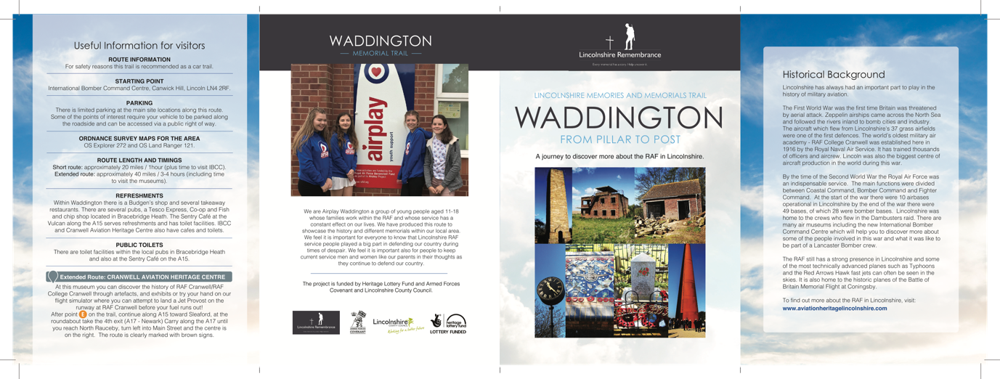 Useful Information for visitors
ROUTE INFORMATION
For safety reasons this trail is recommended as a car trail.
STARTING POINT
International Bomber Command Centre, Canwick Hill, Lincoln LN4 2RF.
PARKING
There is limited parking at the main site locations along this route.
Some of the points of interest require your vehicle to be parked along
the roadside and can be accessed via a public right of way.
ORDNANCE SURVEY MAPS FOR THE AREA
OS Explorer 272 and OS Land Ranger 121.
ROUTE LENGTH AND TIMINGS
Short route: approximately 20 miles / 1hour (plus time to visit IBCC).
Extended route: approximately 40 miles / 3-4 hours (including time
to visit the museums).
REFRESHMENTS
Within Waddington there is a Budgen's shop and several takeaway
restaurants. There are several pubs, a Tesco Express, Co-op and Fish
and chip shop located in Bracebridge Heath. The Sentry Café at the
Vulcan along the A15 serves refreshments and has toilet facilities. IBCC
and Cranwell Aviation Heritage Centre also have cafes and toilets.
PUBLIC TOILETS
There are toilet facilities within the local pubs in Bracebridge Heath
and also at the Sentry Café on the A15.
Extended Route: CRANWELL AVIATION HERITAGE CENTRE
At this museum you can discover the history of RAF Cranwell/RAF
College Cranwell through artefacts, and exhibits or try your hand on our
flight simulator where you can attempt to land a Jet Provost on the
runway at RAF Cranwell before your fuel runs out!
After point E on the trail, continue along A15 toward Sleaford, at the
roundabout take the 4th exit (A17 - Newark) Carry along the A17 until
you reach North Rauceby, turn left into Main Street and the centre is
on the right. The route is clearly marked with brown signs.
WADDINGTON
MEMORIAL TRAIL
airplay
youth support
We are Airplay Waddington a group of young people aged 11-18
whose families work within the RAF and whose service has a
constant effect on our lives. We have produced this route to
showcase the history and different memorials within our local area.
We feel it is important for everyone to know that Lincolnshire RAF
service people played a big part in defending our country during
times of despair. We feel it is important also for people to keep
current service men and women like our parents in their thoughts as
they continue to defend our country.
The project is funded by Heritage Lottery Fund and Armed Forces
Covenant and Lincolnshire County Council.
Lincolnshire Remembrance
ARMED FORCES
COVENANT
Lincolnshire
COUNTY COUNCIL
Working for a better future
heritage
lottery fund
LOTTERY FUNDED
Lincolnshire Remembrance
Every memorial has a story. Help uncover it.
LINCOLNSHIRE MEMORIES AND MEMORIALS TRAIL
WADDINGTON
FROM PILLAR TO POST
A journey to discover more about the RAF in Lincolnshire.
Historical Background
Lincolnshire has always had an important part to play in the
history of military aviation.
The First World War was the first time Britain was threatened
by aerial attack. Zeppelin airships came across the North Sea
and followed the rivers inland to bomb cities and industry.
The aircraft which flew from Lincolnshire's 37 grass airfields
were one of the first defences. The world's oldest military air
academy - RAF College Cranwell was established here in
1916 by the Royal Naval Air Service. It has trained thousands
of officers and aircrew. Lincoln was also the biggest centre of
aircraft production in the world during this war.
By the time of the Second World War the Royal Air Force was
an indispensable service. The main functions were divided
between Coastal Command, Bomber Command and Fighter
Command. At the start of the war there were 10 airbases
operational in Lincolnshire by the end of the war there were
49 bases, of which 28 were bomber bases. Lincolnshire was
home to the crews who flew in the Dambusters raid. There are
many air museums including the new International Bomber
Command Centre which will help you to discover more about
some of the people involved in this war and what it was like to
be part of a Lancaster Bomber crew.
The RAF still has a strong presence in Lincolnshire and some
of the most technically advanced planes such as Typhoons
and the Red Arrows Hawk fast jets can often be seen in the
skies. It is also home to the historic planes of the Battle of
Britain Memorial Flight at Coningsby.
To find out more about the RAF in Lincolnshire, visit:
www.aviationheritagelincolnshire.com